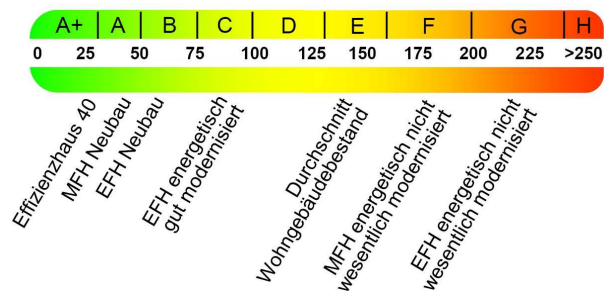 A+ A B C D E F G H
0 25 50 75 100 125 150 175 200 225 >250
Effizienzhaus 40
MFH Neubau
EFH Neubau
EFH energetisch
gut modernisiert
Durchschnitt
Wohngebäudebestand
MFH energetisch nicht
wesentlich modernisiert
EFH energetisch nicht
wesentlich modernisiert